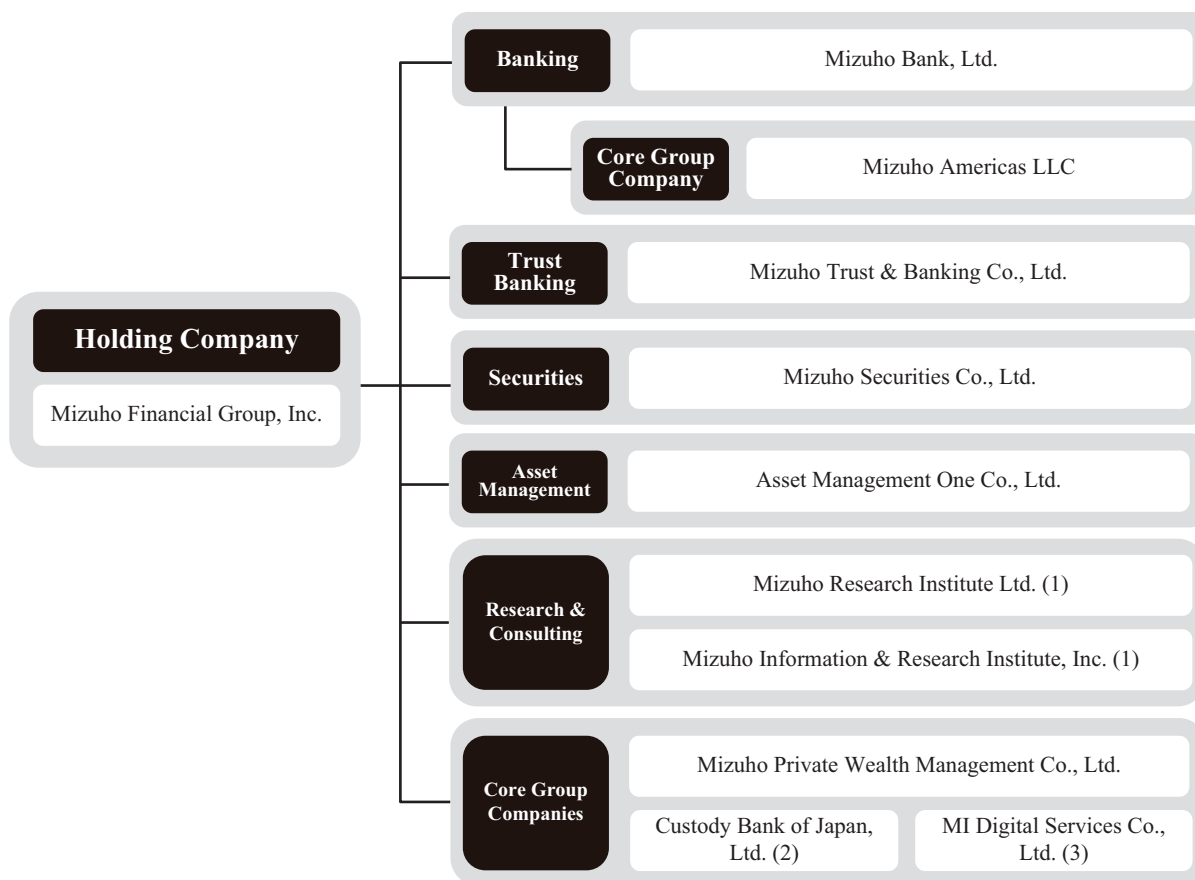 Holding Company
Mizuho Financial Group, Inc.
Banking
Mizuho Bank, Ltd.
Core Group
Company
Mizuho Americas LLC
Trust
Banking
Mizuho Trust & Banking Co., Ltd.
Securities
Mizuho Securities Co., Ltd.
Asset
Management
Asset Management One Co., Ltd.
Research &
Consulting
Mizuho Research Institute Ltd. (1)
Mizuho Information & Research Institute, Inc. (1)
Core Group
Companies
Mizuho Private Wealth Management Co., Ltd.
Custody Bank of Japan,
Ltd. (2)
MI Digital Services Co.,
Ltd. (3)